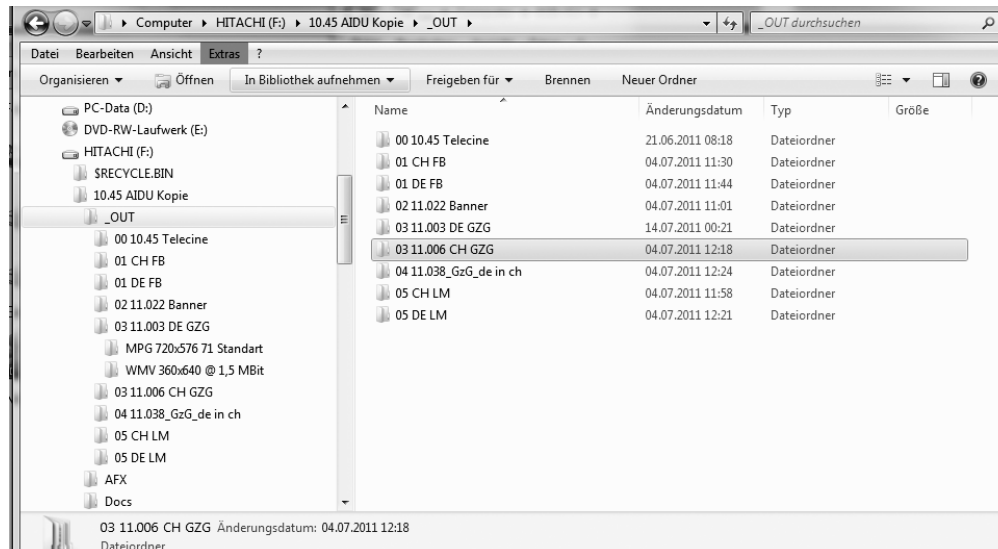 Computer ▸ HITACHI (F:) ▸ 10.45 AIDU Kopie ▸ _OUT ▸
_OUT durchsuchen
Datei Bearbeiten Ansicht Extras ?
Organisieren Öffnen In Bibliothek aufnehmen Freigeben für Brennen Neuer Ordner
PC-Data (D:)
DVD-RW-Laufwerk (E:)
HITACHI (F:)
$RECYCLE.BIN
10.45 AIDU Kopie
_OUT
00 10.45 Telecine
01 CH FB
01 DE FB
02 11.022 Banner
03 11.003 DE GZG
MPG 720x576 71 Standart
WMV 360x640 @ 1,5 MBit
03 11.006 CH GZG
04 11.038_GzG_de in ch
05 CH LM
05 DE LM
AFX
Docs
Name Änderungsdatum Typ Größe
00 10.45 Telecine 21.06.2011 08:18 Dateiordner
01 CH FB 04.07.2011 11:30 Dateiordner
01 DE FB 04.07.2011 11:44 Dateiordner
02 11.022 Banner 04.07.2011 11:01 Dateiordner
03 11.003 DE GZG 14.07.2011 00:21 Dateiordner
03 11.006 CH GZG 04.07.2011 12:18 Dateiordner
04 11.038_GzG_de in ch 04.07.2011 12:24 Dateiordner
05 CH LM 04.07.2011 11:58 Dateiordner
05 DE LM 04.07.2011 12:21 Dateiordner
03 11.006 CH GZG Änderungsdatum: 04.07.2011 12:18
Dateiordner